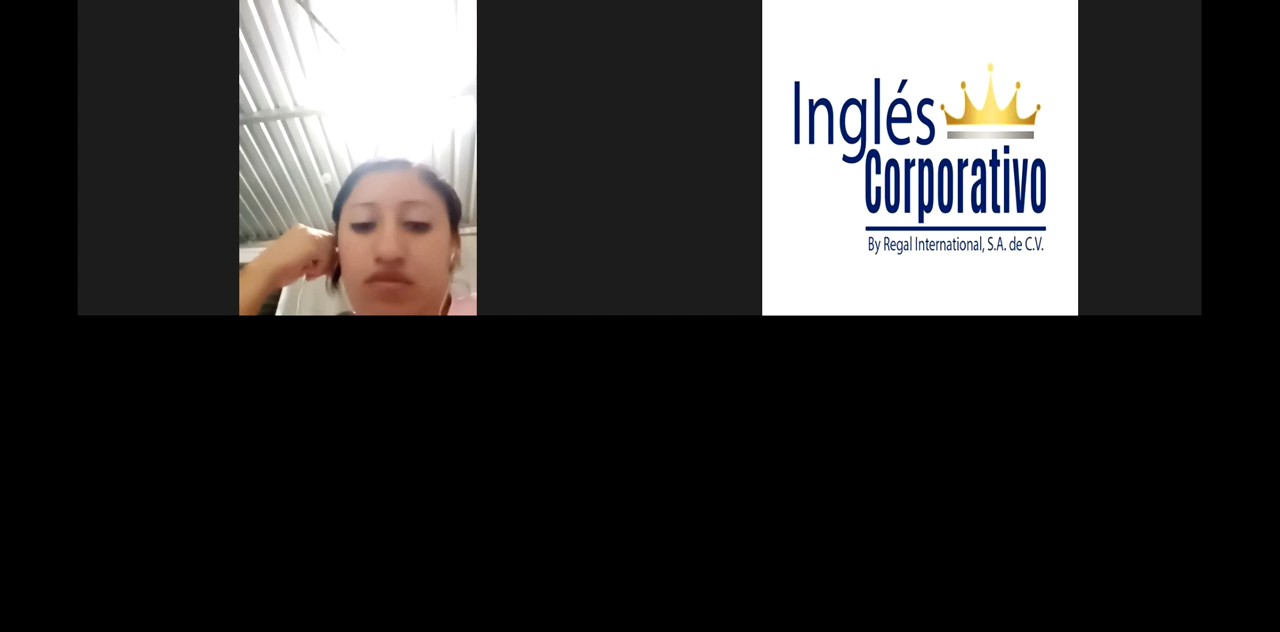 Inglés
Corporativo
By Regal International, S.A. de C.V.